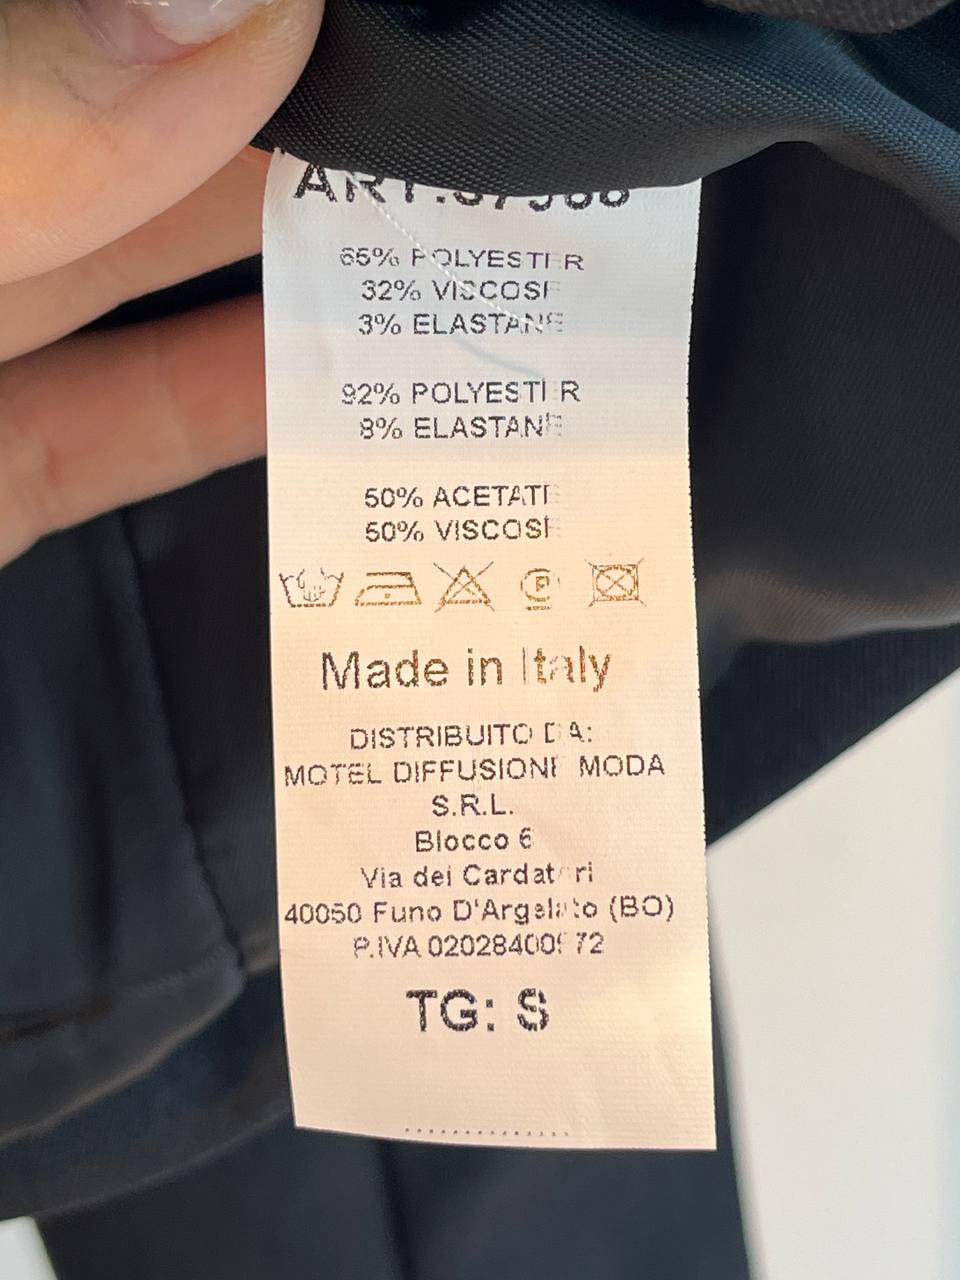 65% POLYESTER
32% VISCOSE
3% ELASTANE
92% POLYESTER
8% ELASTANE
50% ACETATE
50% VISCOSE
P
Made in Italy
DISTRIBUITO DA:
MOTEL DIFFUSIONE MODA
S.R.L.
Blocco 6
Via dei Cardatori
40050 Funo D'Argelato (BO)
P.IVA
TG: S